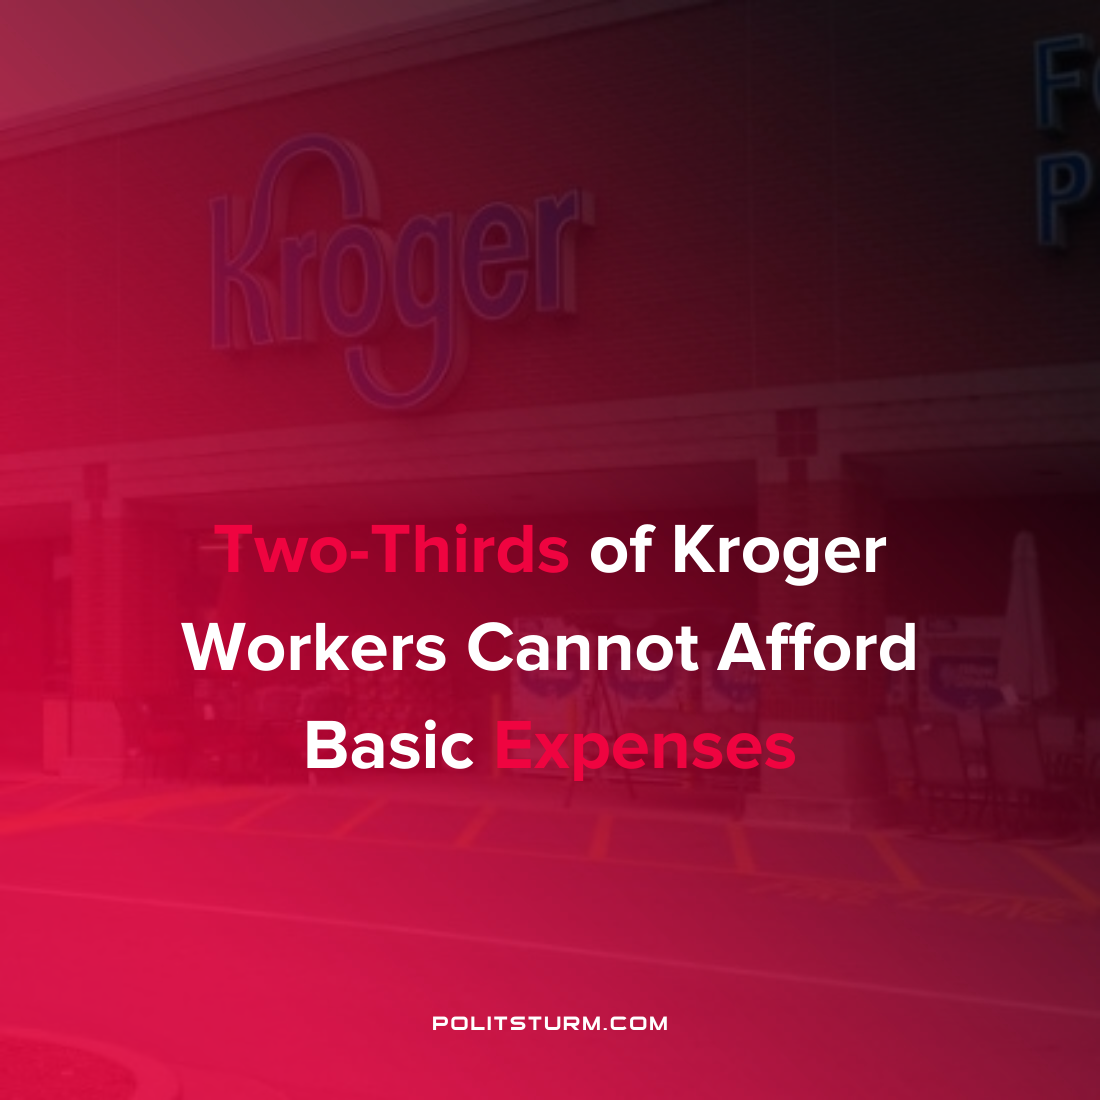 Kroger
Two-Thirds of Kroger
Workers Cannot Afford
Basic Expenses
POLITSTURM.COM